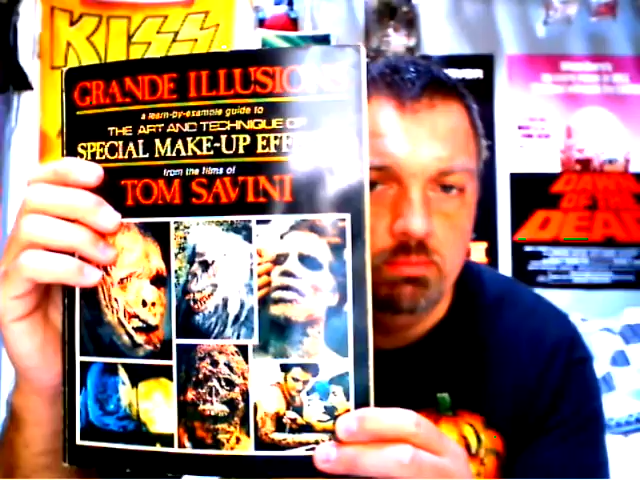 KISS
GRANDE ILLUSIONS
a learn-by-example guide to
THE ART AND TECHNIQUE OF
SPECIAL MAKE-UP EFF
from the films of
TOM SAVINI
DAWN
OF THE
DEAD